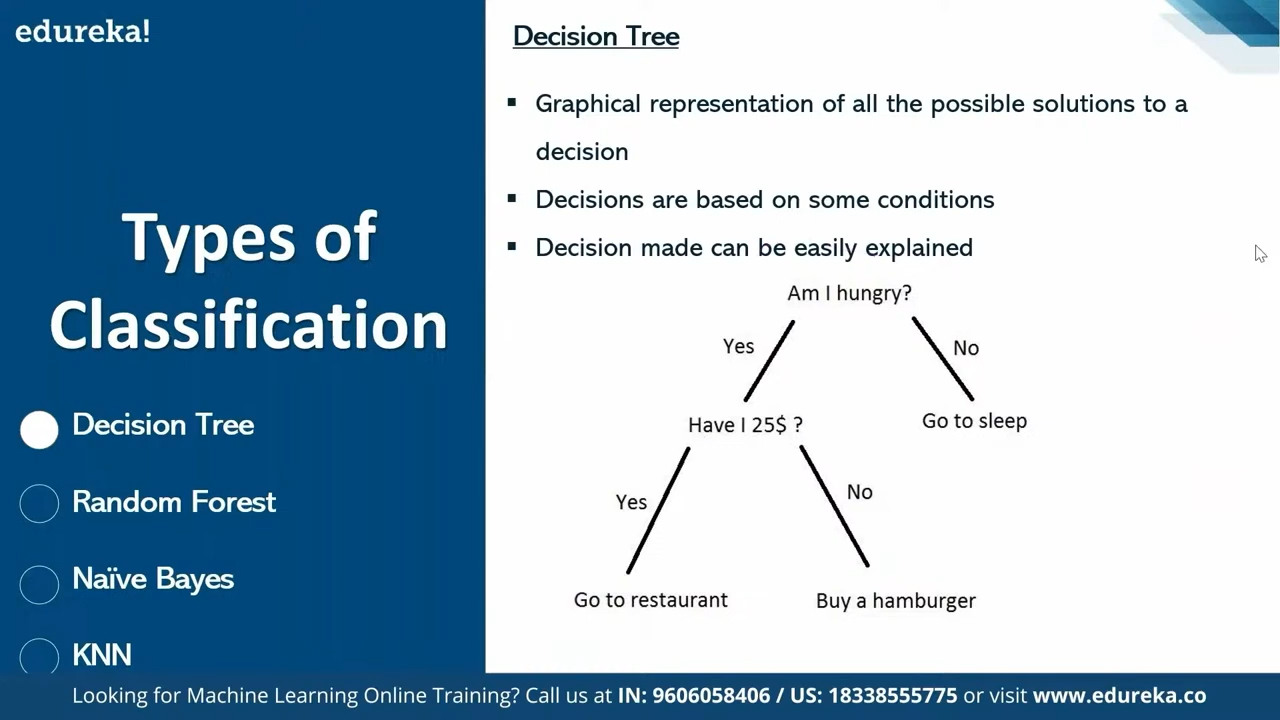 edureka!
Types of
Classification
Decision Tree
Random Forest
Naïve Bayes
KNN
Decision Tree
▪ Graphical representation of all the possible solutions to a
decision
▪ Decisions are based on some conditions
▪ Decision made can be easily explained
Am I hungry?
Yes
No
Have I 25$ ?
Go to sleep
Yes
No
Go to restaurant
Buy a hamburger
Looking for Machine Learning Online Training? Call us at IN: 9606058406 / US: 18338555775 or visit www.edureka.co